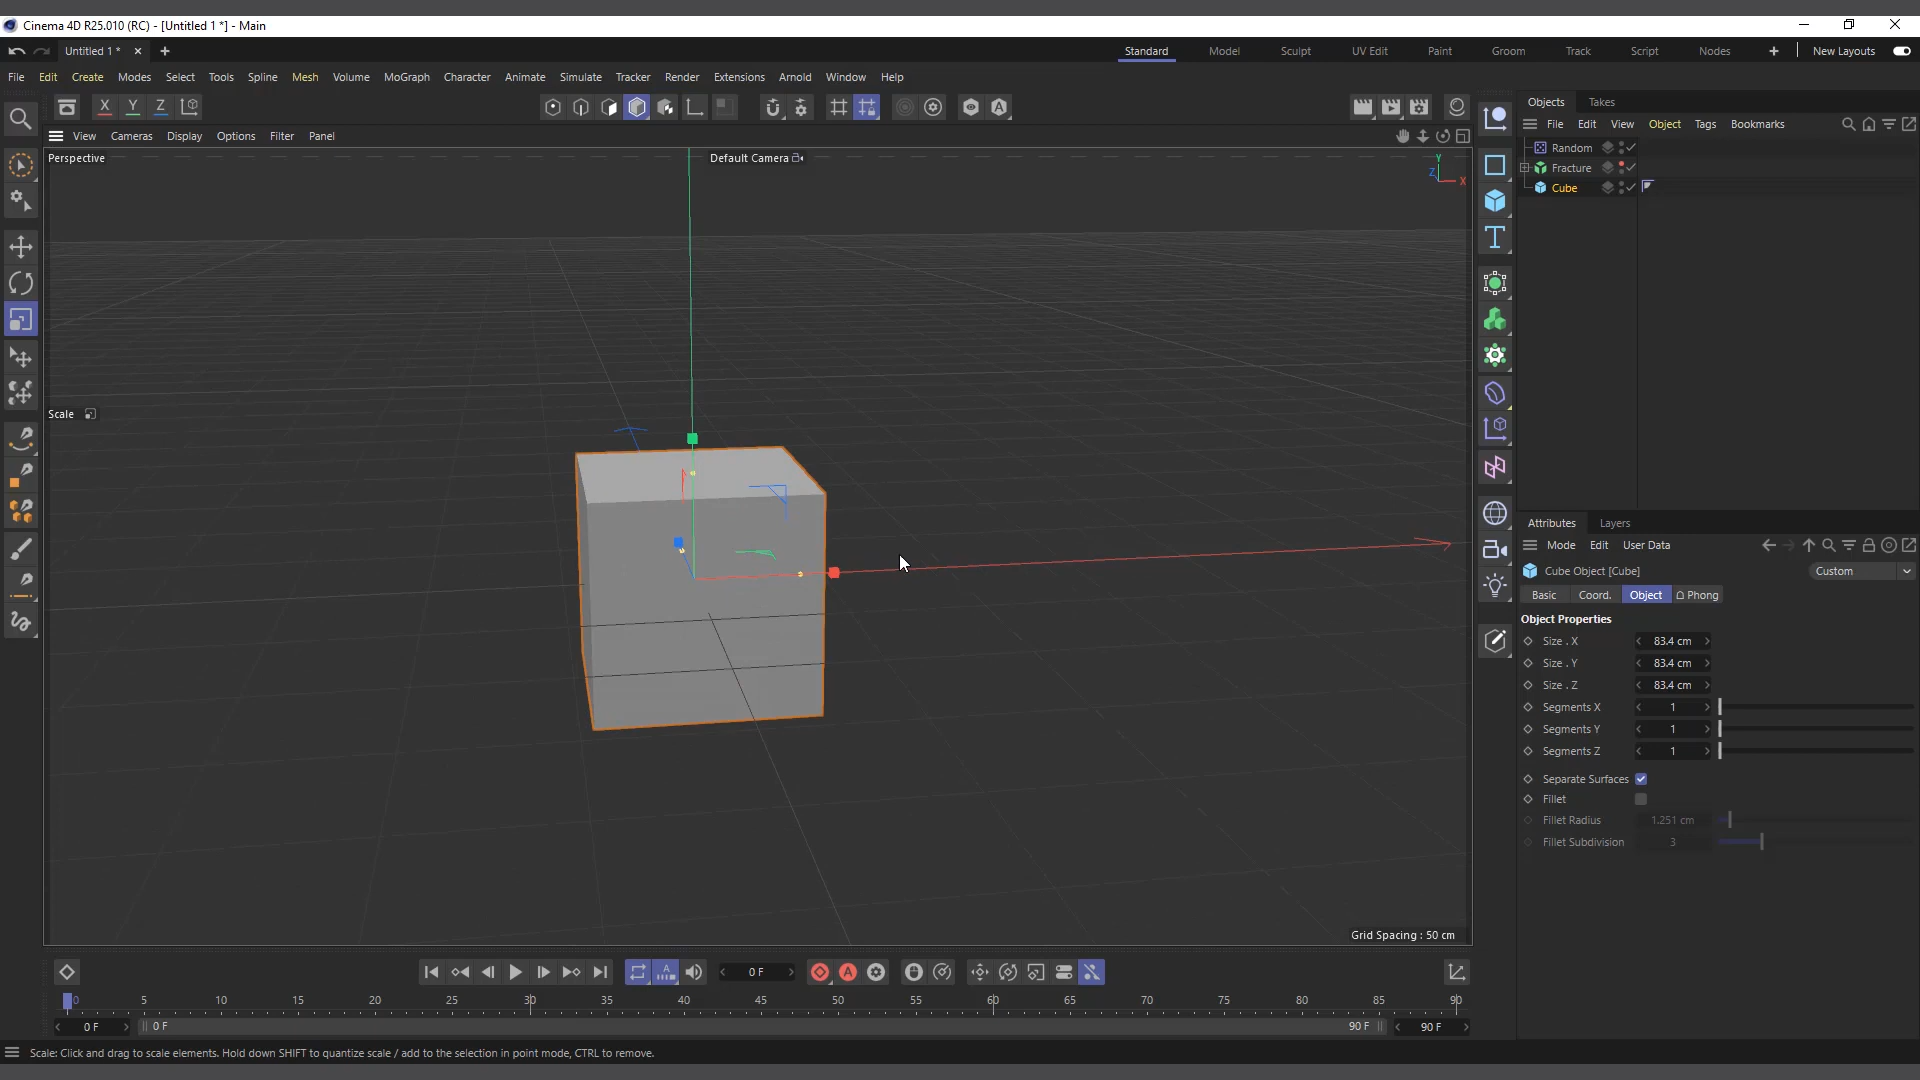 Cinema 4D R25.010 (RC) - [Untitled 1 *] - Main
Untitled 1 *
Standard Model Sculpt UV Edit Paint Groom Track Script Nodes New Layouts
File Edit Create Modes Select Tools Spline Mesh Volume MoGraph Character Animate Simulate Tracker Render Extensions Arnold Window Help
X Y Z
Objects Takes
File Edit View Object Tags Bookmarks
View Cameras Display Options Filter Panel
Perspective
Default Camera
Y
Z
X
Random
Fracture
Cube
Scale
Attributes Layers
Mode Edit User Data
Cube Object [Cube]
Custom
Basic Coord. Object Phong
Object Properties
Size . X 83.4 cm
Size . Y 83.4 cm
Size . Z 83.4 cm
Segments X 1
Segments Y 1
Segments Z 1
Separate Surfaces
Fillet
Fillet Radius 1.251 cm
Fillet Subdivision 3
Grid Spacing : 50 cm
0 F
A
0 5 10 15 20 25 30 35 40 45 50 55 60 65 70 75 80 85 90
0 F 0 F 90 F 90 F
Scale: Click and drag to scale elements. Hold down SHIFT to quantize scale / add to the selection in point mode, CTRL to remove.